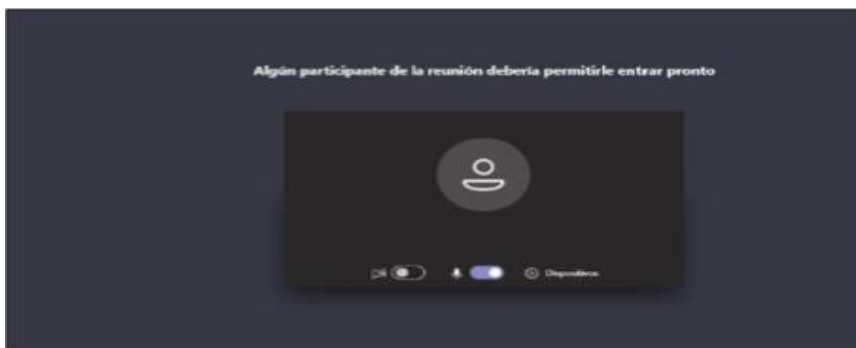 Algún participante de la reunión debería permitirle entrar pronto
Dispositivos